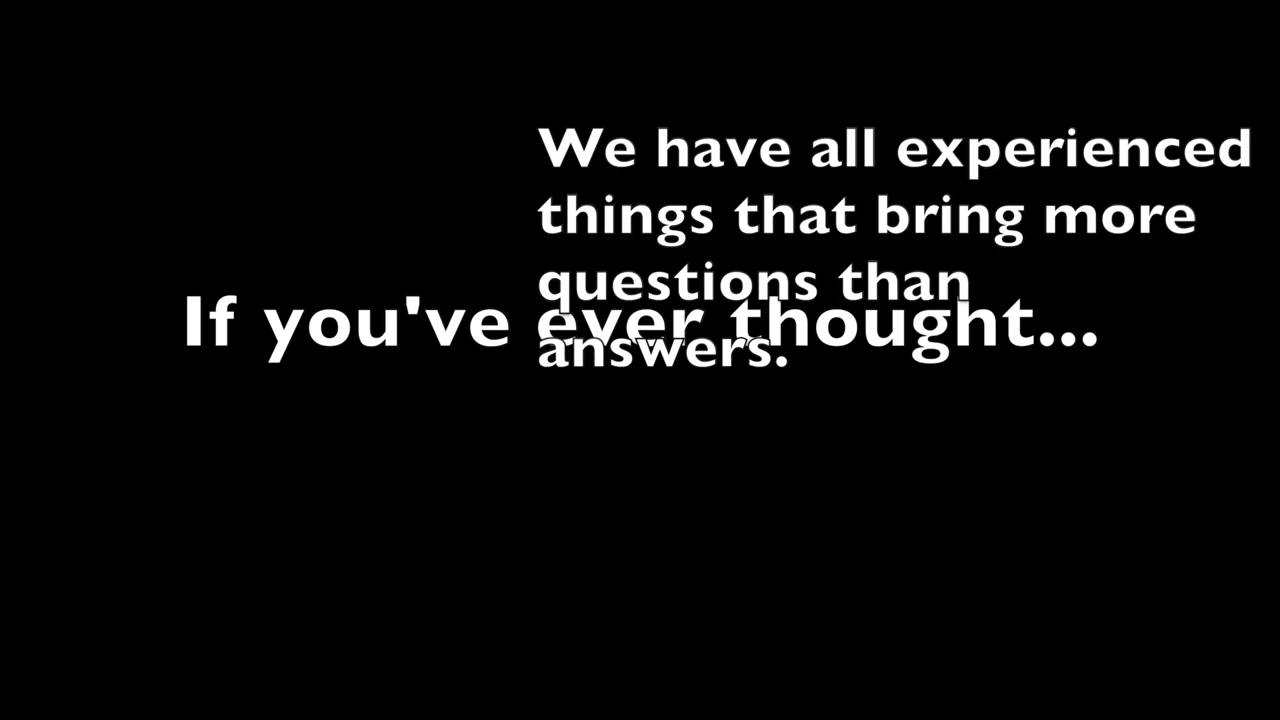 We have all experienced
things that bring more
questions than
answers.
If you've ever thought...